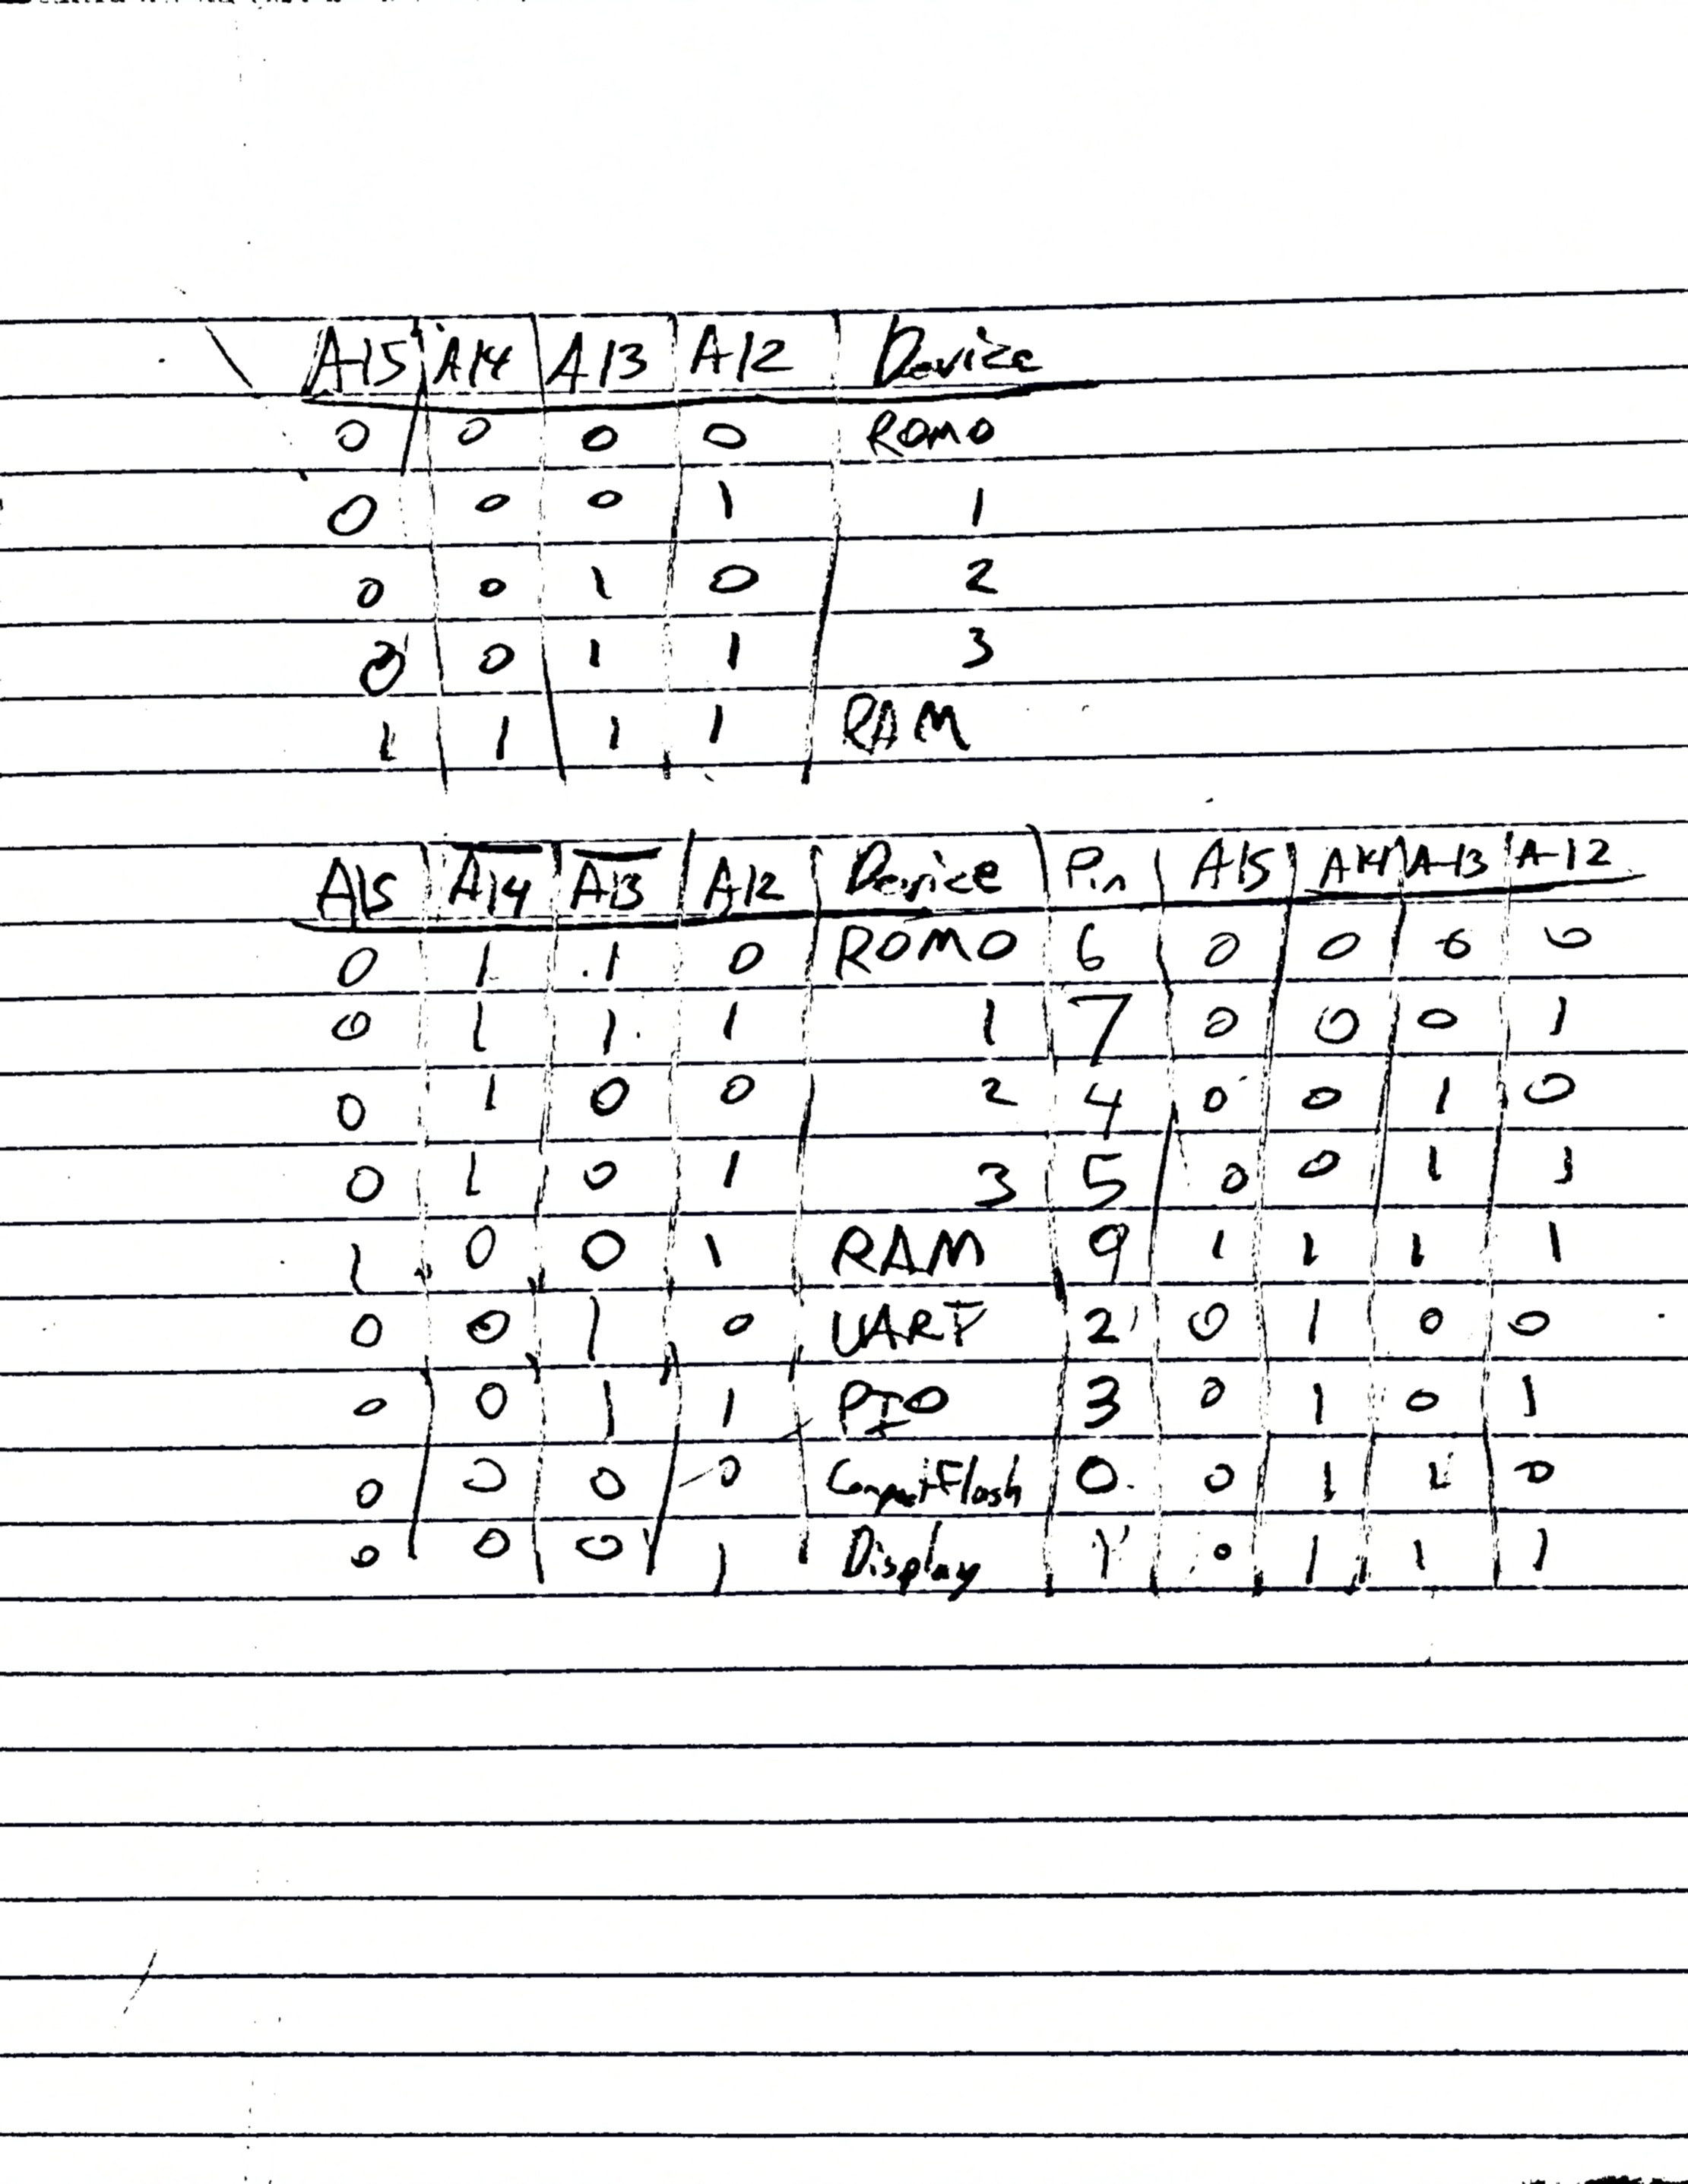 A15 A14 A13 A12 Device
0 0 0 0 ROM0
0 0 0 1 1
0 0 1 0 2
0 0 1 1 3
1 1 1 1 RAM
A15 A̅1̅4̅ A̅1̅3̅ A12 Device Pin A15 A14 A13 A12
0 1 1 0 ROM0 6 0 0 0 0
0 1 1 1 1 7 0 0 0 1
0 1 0 0 2 4 0 0 1 0
0 1 0 1 3 5 0 0 1 1
1 0 0 1 RAM 9 1 1 1 1
0 0 1 0 UART 2 0 1 0 0
0 0 1 1 PIO 3 0 1 0 1
0 0 0 0 CompactFlash 0 0 1 1 0
0 0 0 1 Display 1 0 1 1 1